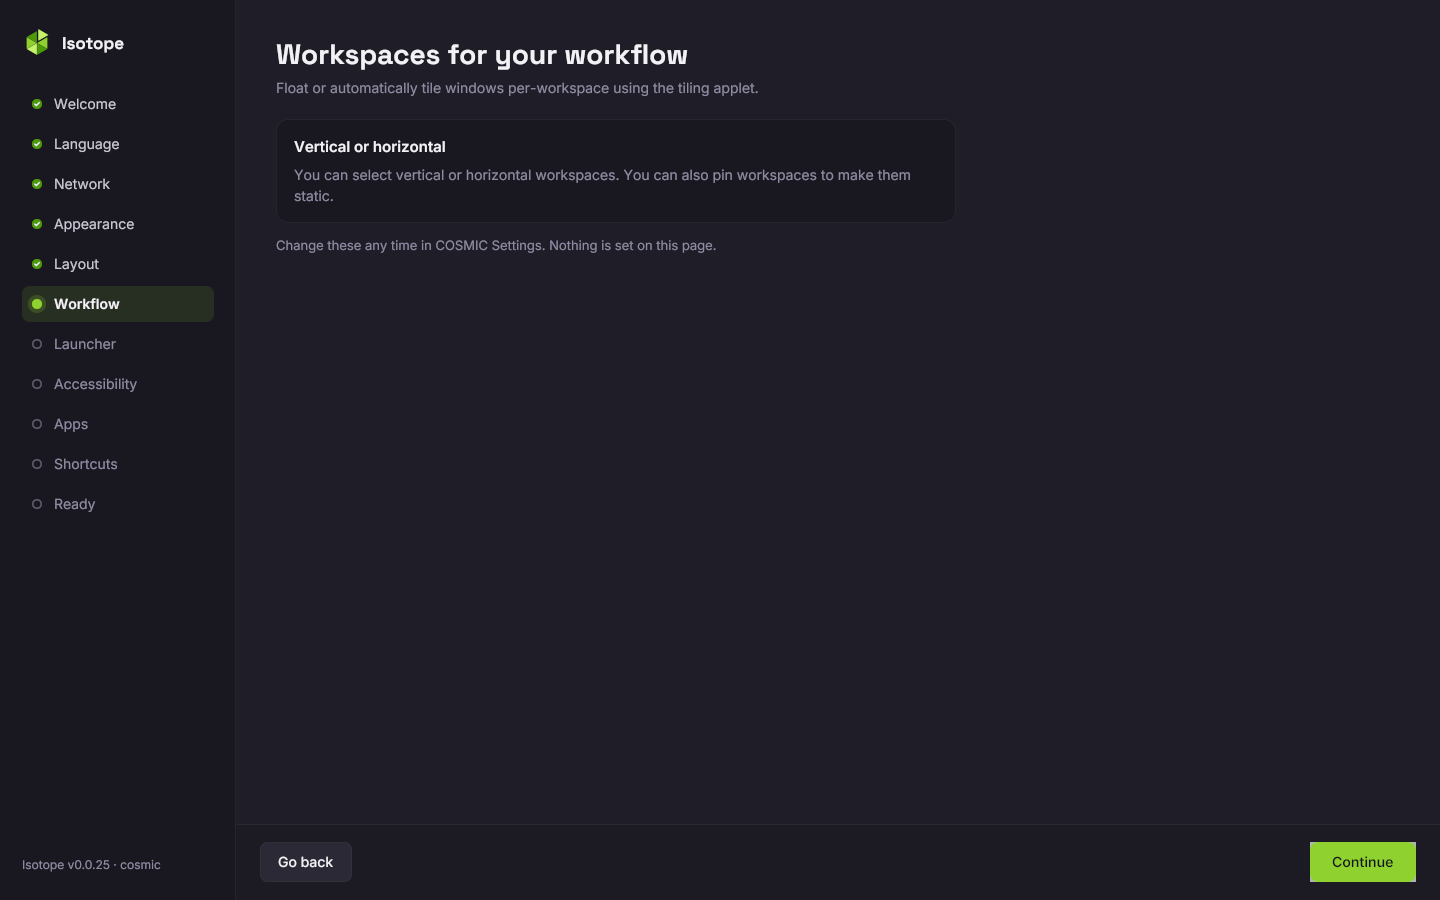 Isotope
Welcome
Language
Network
Appearance
Layout
Workflow
Launcher
Accessibility
Apps
Shortcuts
Ready
Isotope v0.0.25 · cosmic
Workspaces for your workflow
Float or automatically tile windows per-workspace using the tiling applet.
Vertical or horizontal
You can select vertical or horizontal workspaces. You can also pin workspaces to make them
static.
Change these any time in COSMIC Settings. Nothing is set on this page.
Go back
Continue